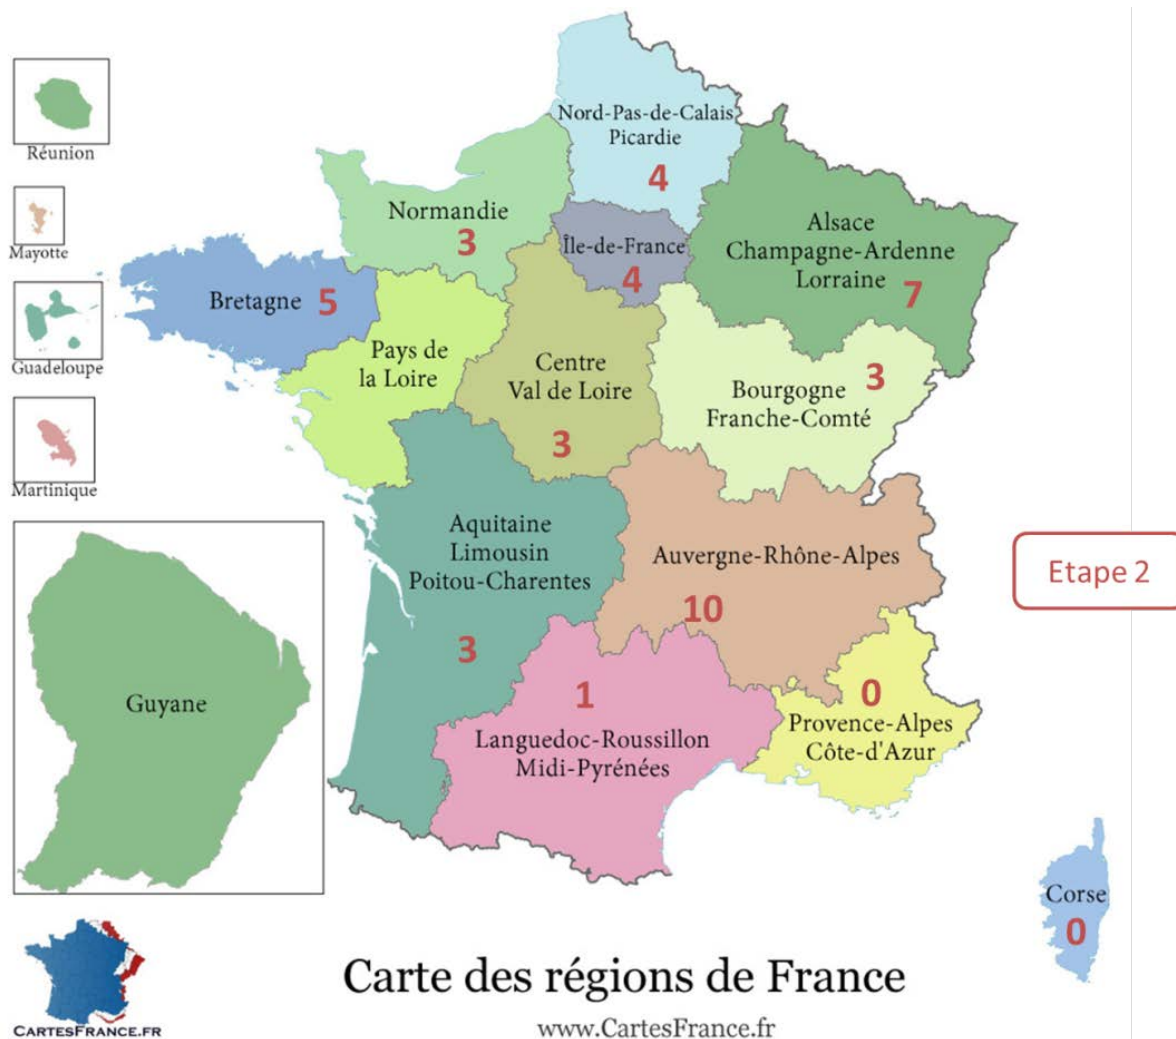 Réunion
Mayotte
Guadeloupe
Martinique
Guyane
Nord-Pas-de-Calais
Picardie
4
Normandie
3
Île-de-France
4
Alsace
Champagne-Ardenne
Lorraine
7
Bretagne 5
Pays de
la Loire
Centre
Val de Loire
3
Bourgogne
Franche-Comté
3
Aquitaine
Limousin
Poitou-Charentes
3
Auvergne-Rhône-Alpes
10
Etape 2
1
Languedoc-Roussillon
Midi-Pyrénées
0
Provence-Alpes
Côte-d'Azur
Corse
0
CARTESFRANCE.FR
Carte des régions de France
www.CartesFrance.fr